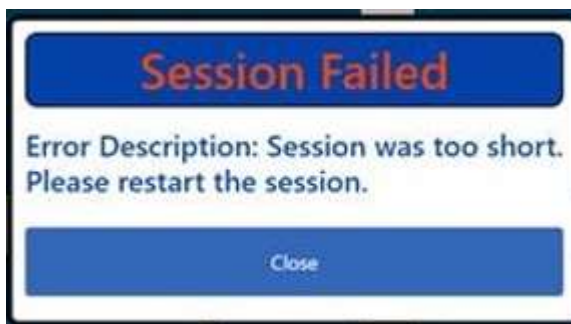 Session Failed
Error Description: Session was too short.
Please restart the session.
Close